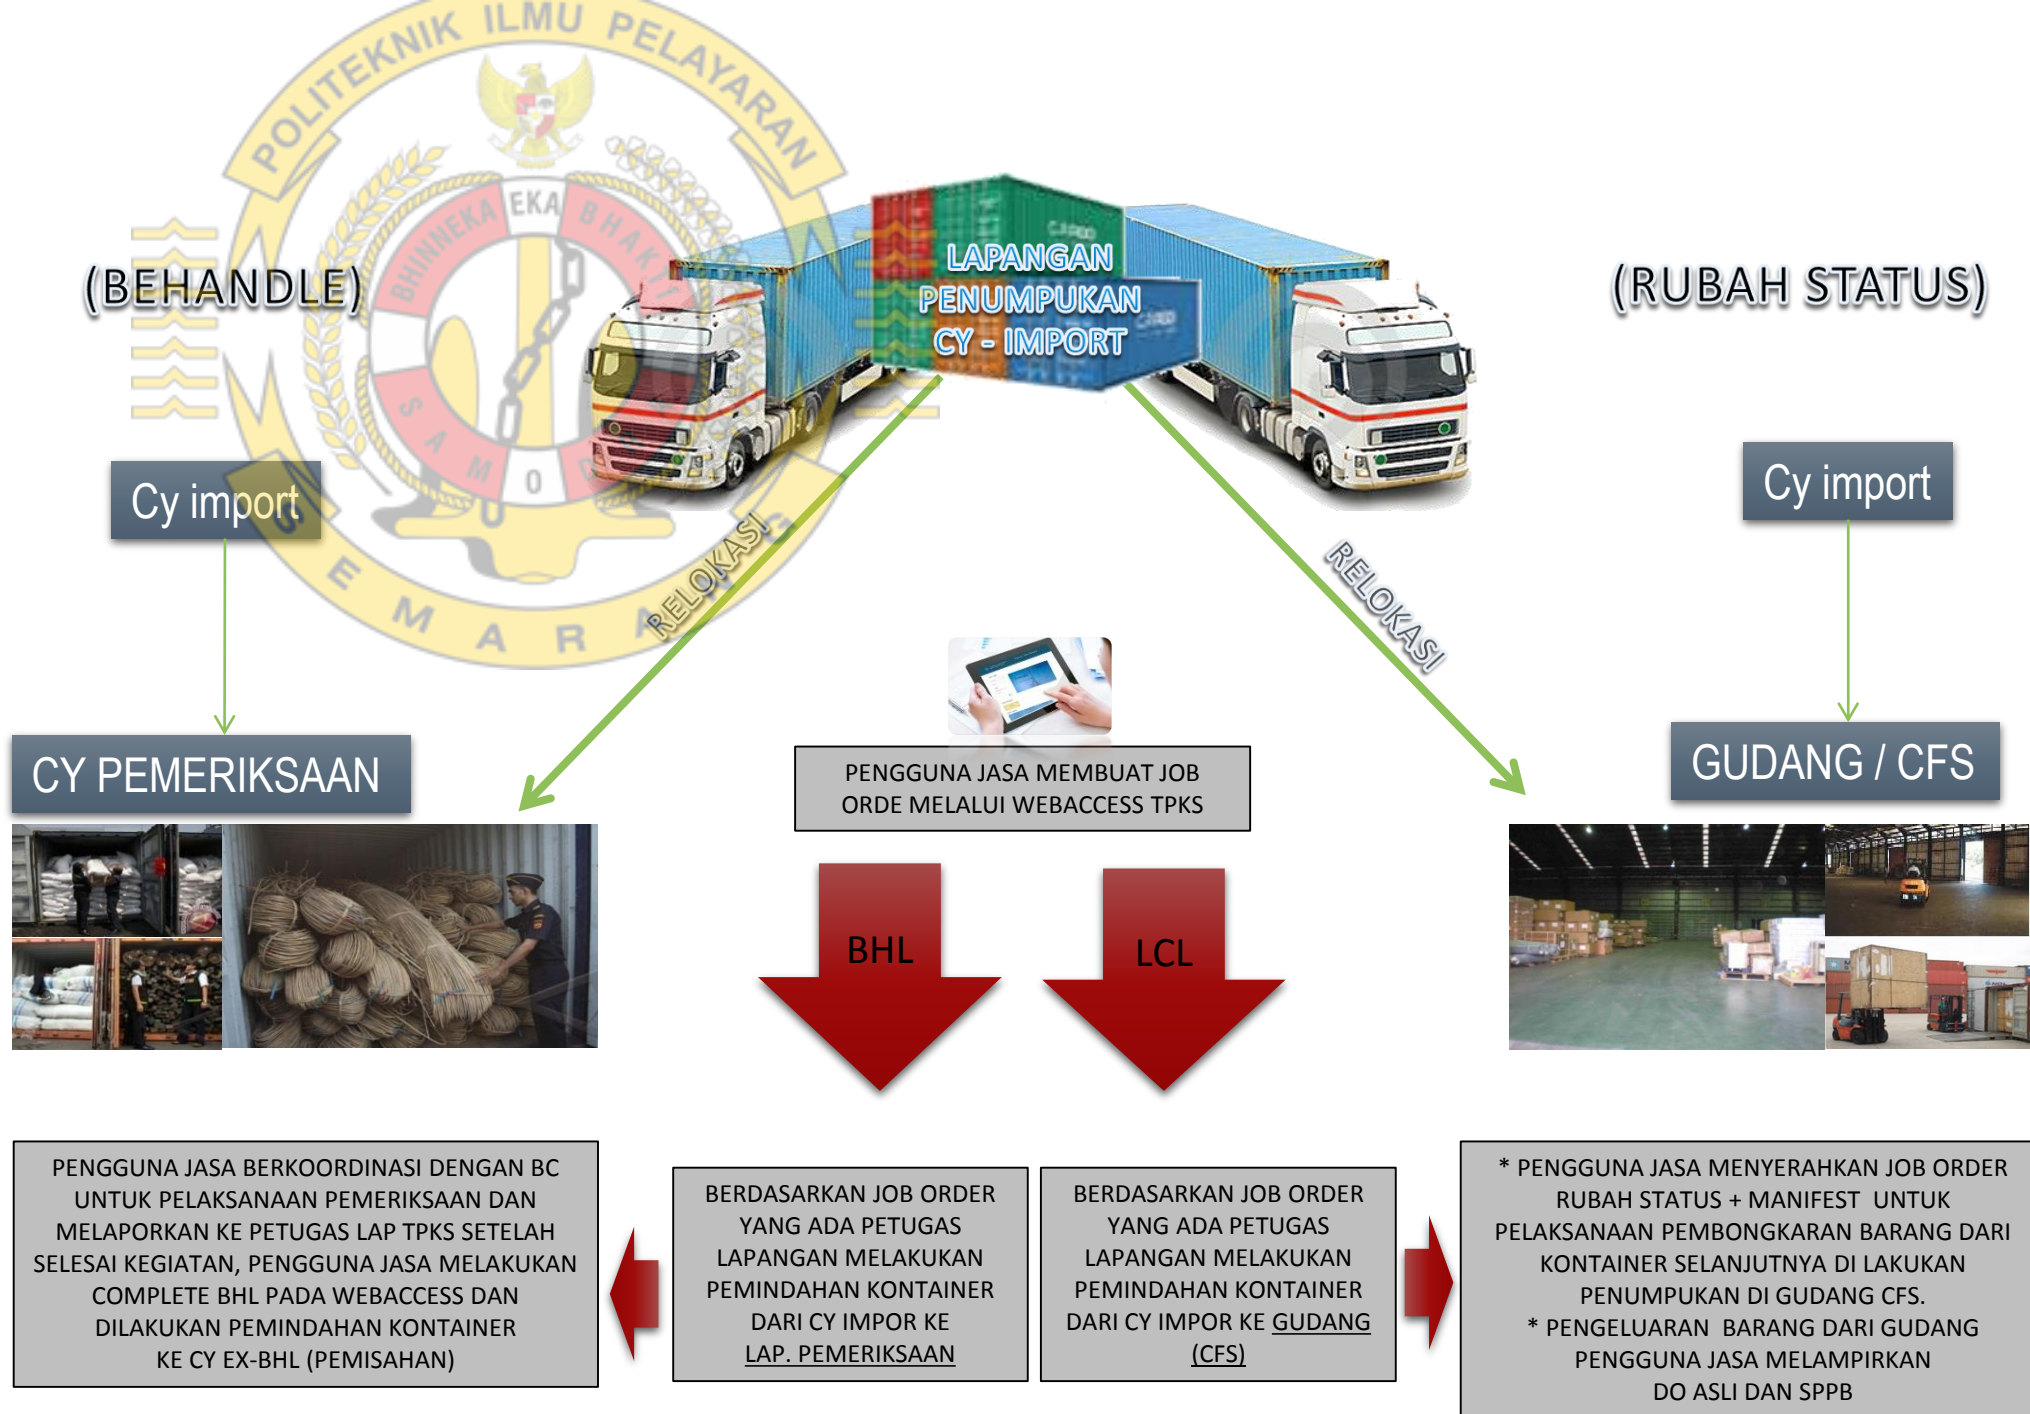 POLITEKNIK ILMU PELAYARAN
BHINNEKA EKA BHAKTI
SAMO
SEMARANG
(BEHANDLE)
LAPANGAN
PENUMPUKAN
CY - IMPORT
(RUBAH STATUS)
Cy import
Cy import
RELOKASI
RELOKASI
CY PEMERIKSAAN
GUDANG / CFS
PENGGUNA JASA MEMBUAT JOB
ORDE MELALUI WEBACCESS TPKS
BHL
LCL
PENGGUNA JASA BERKOORDINASI DENGAN BC
UNTUK PELAKSANAAN PEMERIKSAAN DAN
MELAPORKAN KE PETUGAS LAP TPKS SETELAH
SELESAI KEGIATAN, PENGGUNA JASA MELAKUKAN
COMPLETE BHL PADA WEBACCESS DAN
DILAKUKAN PEMINDAHAN KONTAINER
KE CY EX-BHL (PEMISAHAN)
BERDASARKAN JOB ORDER
YANG ADA PETUGAS
LAPANGAN MELAKUKAN
PEMINDAHAN KONTAINER
DARI CY IMPOR KE
LAP. PEMERIKSAAN
BERDASARKAN JOB ORDER
YANG ADA PETUGAS
LAPANGAN MELAKUKAN
PEMINDAHAN KONTAINER
DARI CY IMPOR KE GUDANG
(CFS)
* PENGGUNA JASA MENYERAHKAN JOB ORDER
RUBAH STATUS + MANIFEST UNTUK
PELAKSANAAN PEMBONGKARAN BARANG DARI
KONTAINER SELANJUTNYA DI LAKUKAN
PENUMPUKAN DI GUDANG CFS.
* PENGELUARAN BARANG DARI GUDANG
PENGGUNA JASA MELAMPIRKAN
DO ASLI DAN SPPB